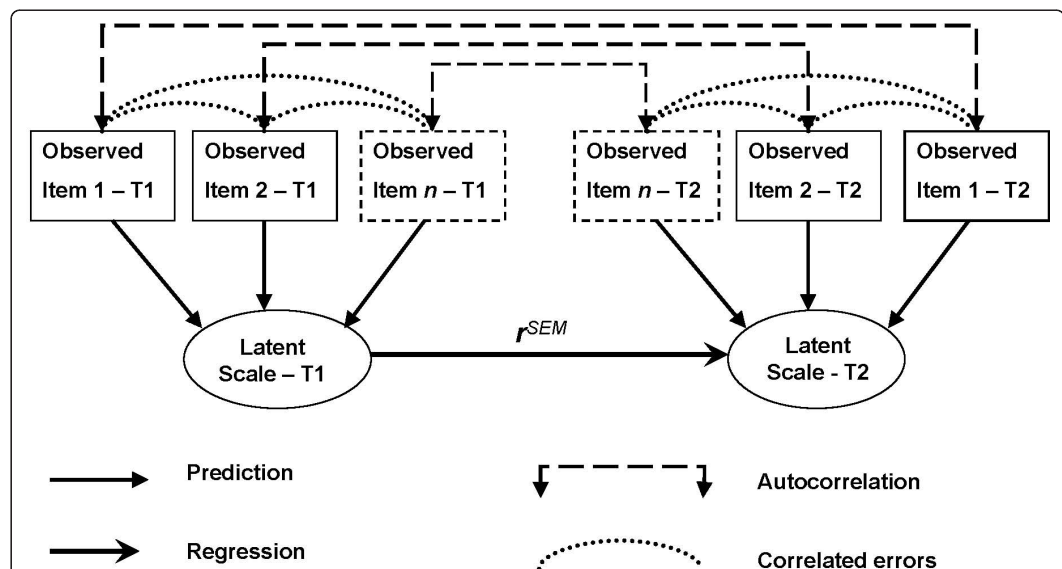 Observed
Item 1 – T1
Observed
Item 2 – T1
Observed
Item n – T1
Observed
Item n – T2
Observed
Item 2 – T2
Observed
Item 1 – T2
r^SEM
Latent
Scale – T1
Latent
Scale - T2
Prediction
Autocorrelation
Regression
Correlated errors